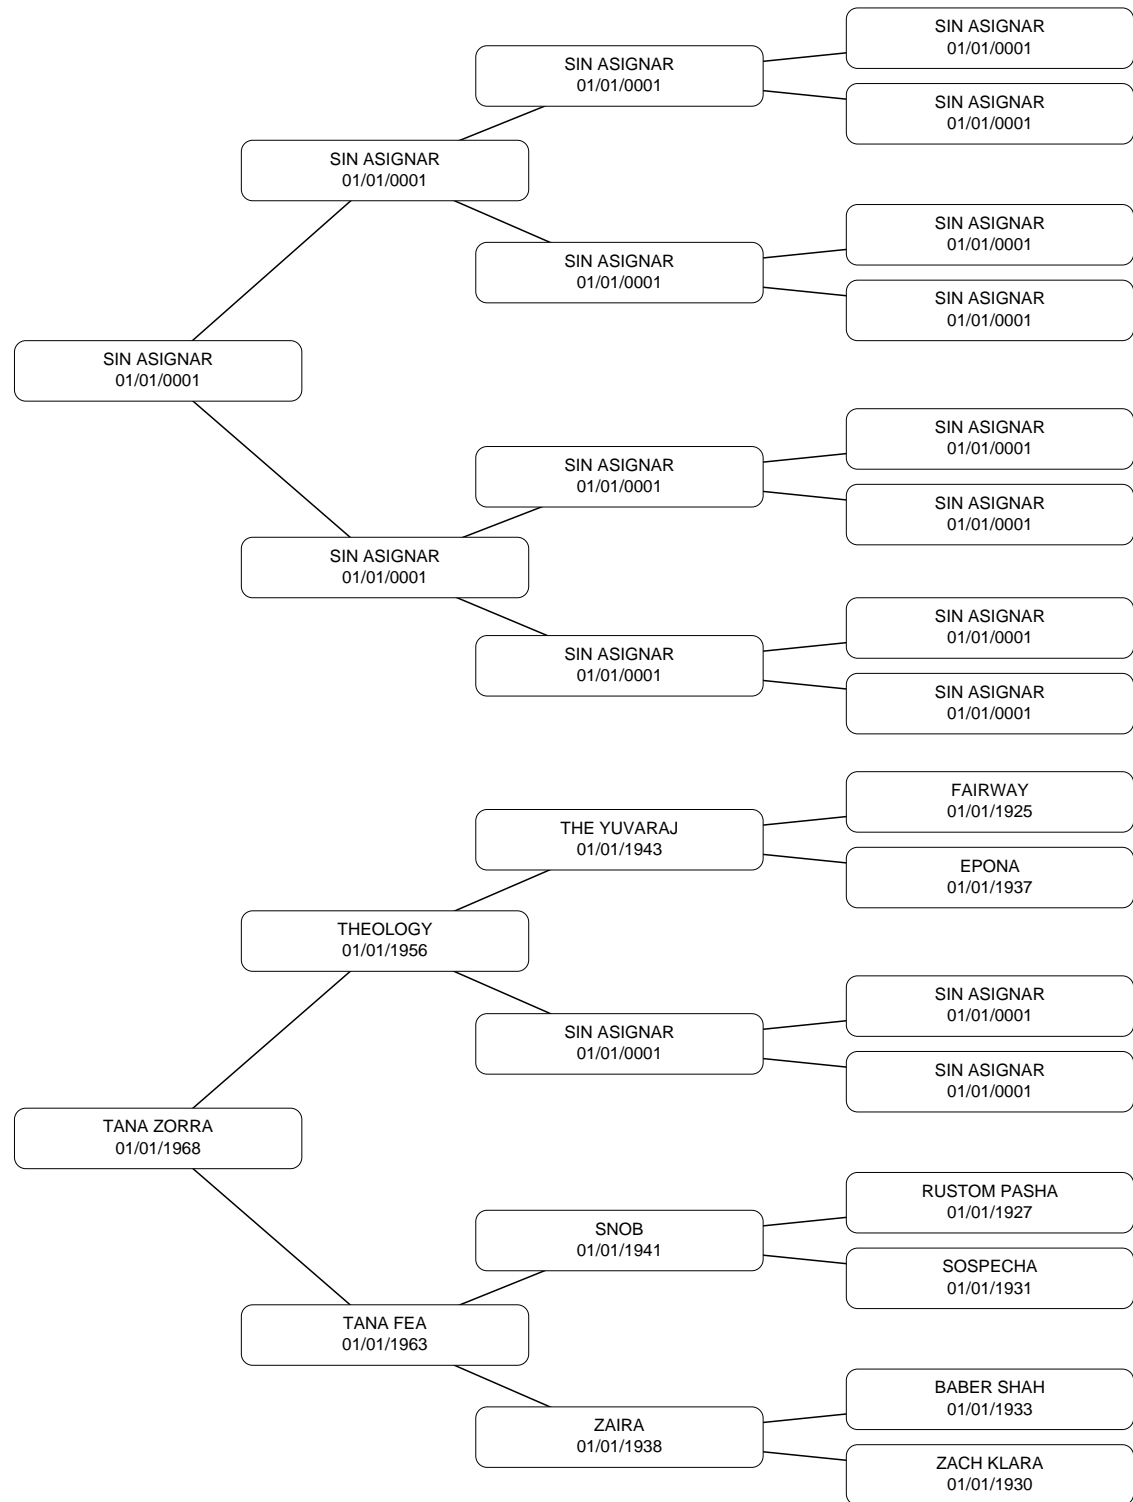 SIN ASIGNAR
01/01/0001
SIN ASIGNAR
01/01/0001
SIN ASIGNAR
01/01/0001
SIN ASIGNAR
01/01/0001
SIN ASIGNAR
01/01/0001
SIN ASIGNAR
01/01/0001
SIN ASIGNAR
01/01/0001
SIN ASIGNAR
01/01/0001
SIN ASIGNAR
01/01/0001
SIN ASIGNAR
01/01/0001
SIN ASIGNAR
01/01/0001
SIN ASIGNAR
01/01/0001
SIN ASIGNAR
01/01/0001
SIN ASIGNAR
01/01/0001
SIN ASIGNAR
01/01/0001
FAIRWAY
01/01/1925
THE YUVARAJ
01/01/1943
EPONA
01/01/1937
THEOLOGY
01/01/1956
SIN ASIGNAR
01/01/0001
SIN ASIGNAR
01/01/0001
SIN ASIGNAR
01/01/0001
TANA ZORRA
01/01/1968
RUSTOM PASHA
01/01/1927
SNOB
01/01/1941
SOSPECHA
01/01/1931
TANA FEA
01/01/1963
BABER SHAH
01/01/1933
ZAIRA
01/01/1938
ZACH KLARA
01/01/1930